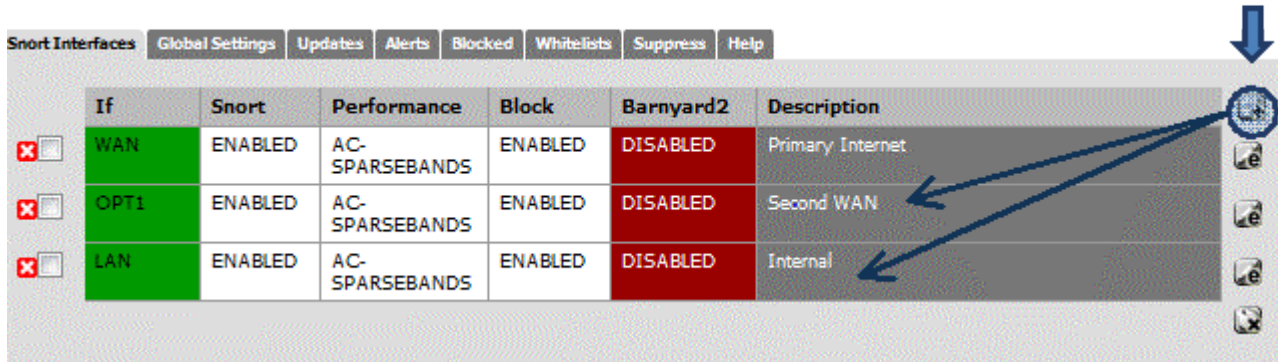 Snort Interfaces Global Settings Updates Alerts Blocked Whitelists Suppress Help
If Snort Performance Block Barnyard2 Description
WAN ENABLED AC- ENABLED DISABLED Primary Internet
SPARSEBANDS
OPT1 ENABLED AC- ENABLED DISABLED Second WAN
SPARSEBANDS
LAN ENABLED AC- ENABLED DISABLED Internal
SPARSEBANDS